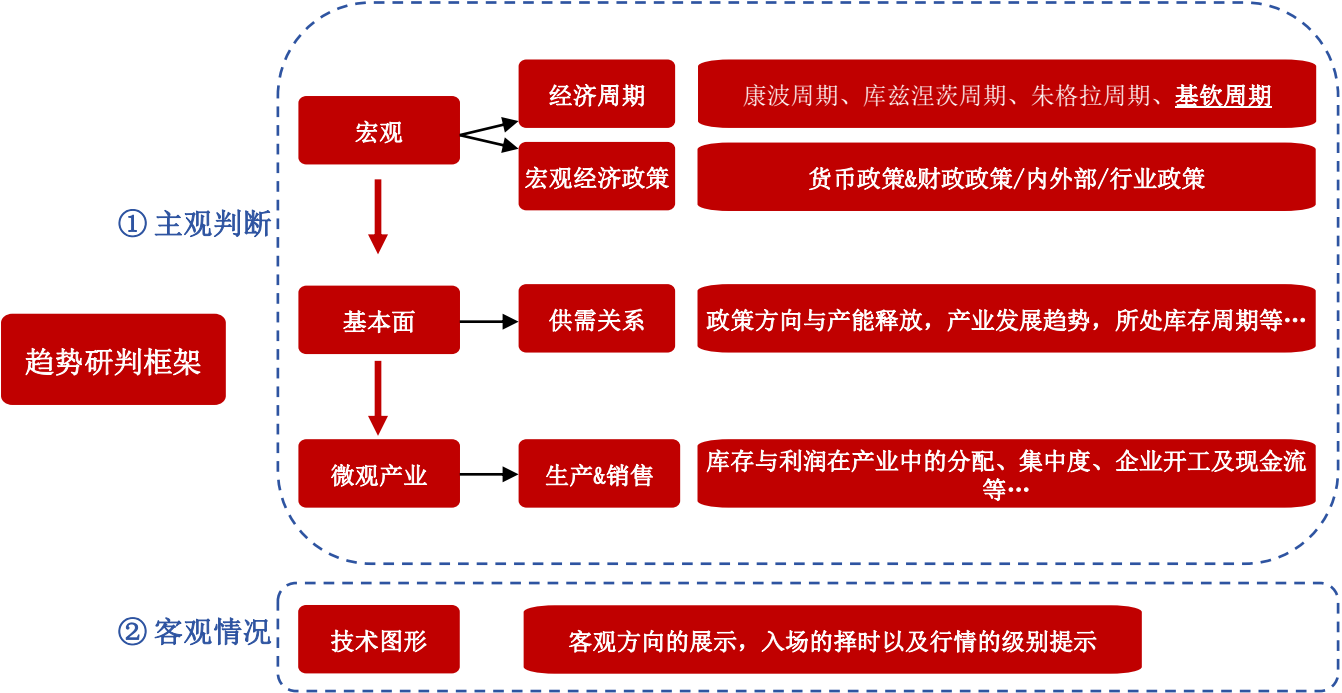 经济周期
康波周期、库兹涅茨周期、朱格拉周期、基钦周期
宏观
宏观经济政策
货币政策&财政政策/内外部/行业政策
① 主观判断
基本面
供需关系
政策方向与产能释放，产业发展趋势，所处库存周期等…
趋势研判框架
微观产业
生产&销售
库存与利润在产业中的分配、集中度、企业开工及现金流
等…
② 客观情况
技术图形
客观方向的展示，入场的择时以及行情的级别提示